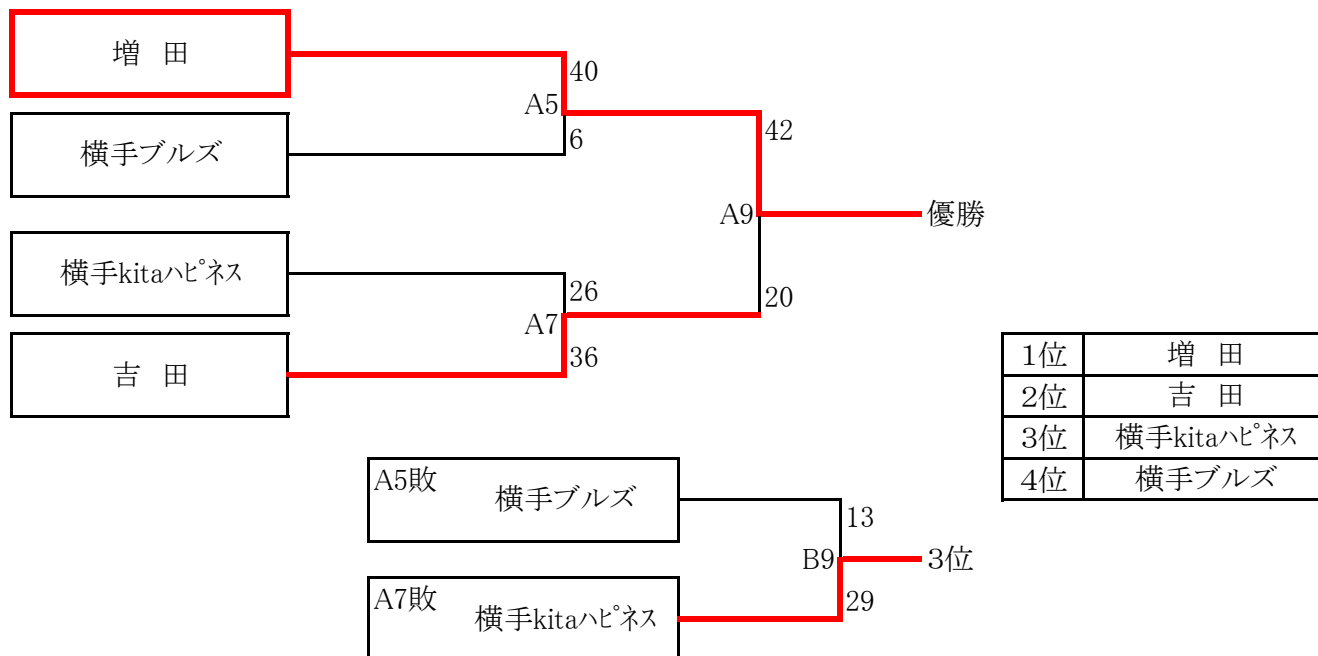 増　田
40
A5
6
横手ブルズ
42
A9
優勝
横手kitaﾊﾋﾟﾈｽ
26
A7
36
20
吉　田
1位　増　田
2位　吉　田
3位　横手kitaﾊﾋﾟﾈｽ
4位　横手ブルズ
A5敗　横手ブルズ
13
B9
3位
29
A7敗　横手kitaﾊﾋﾟﾈｽ